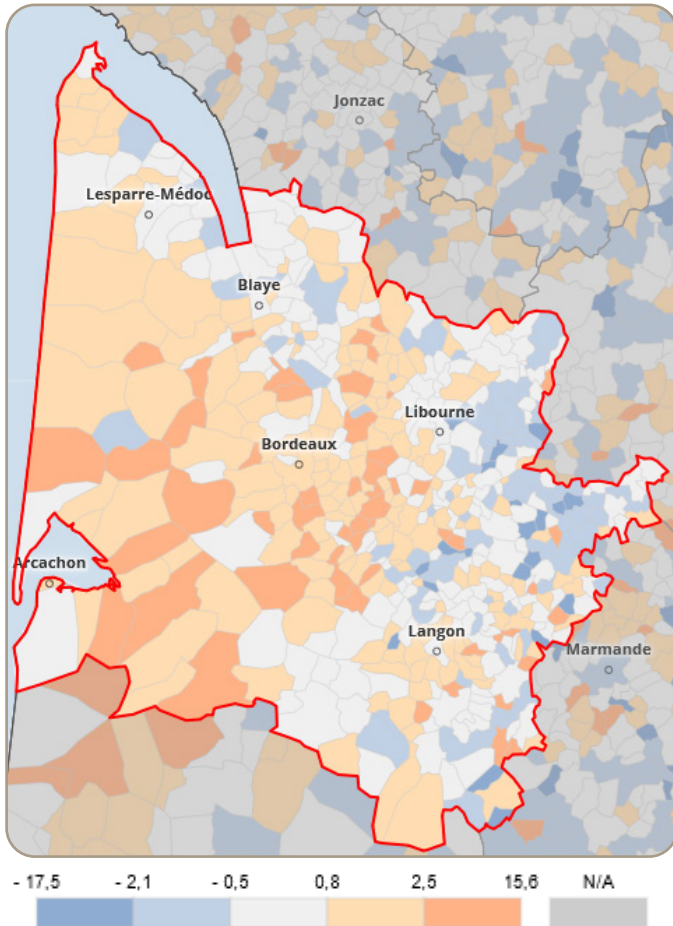 Jonzac
Lesparre-Médoc
Blaye
Libourne
Bordeaux
Arcachon
Langon
Marmande
- 17,5 - 2,1 - 0,5 0,8 2,5 15,6 N/A